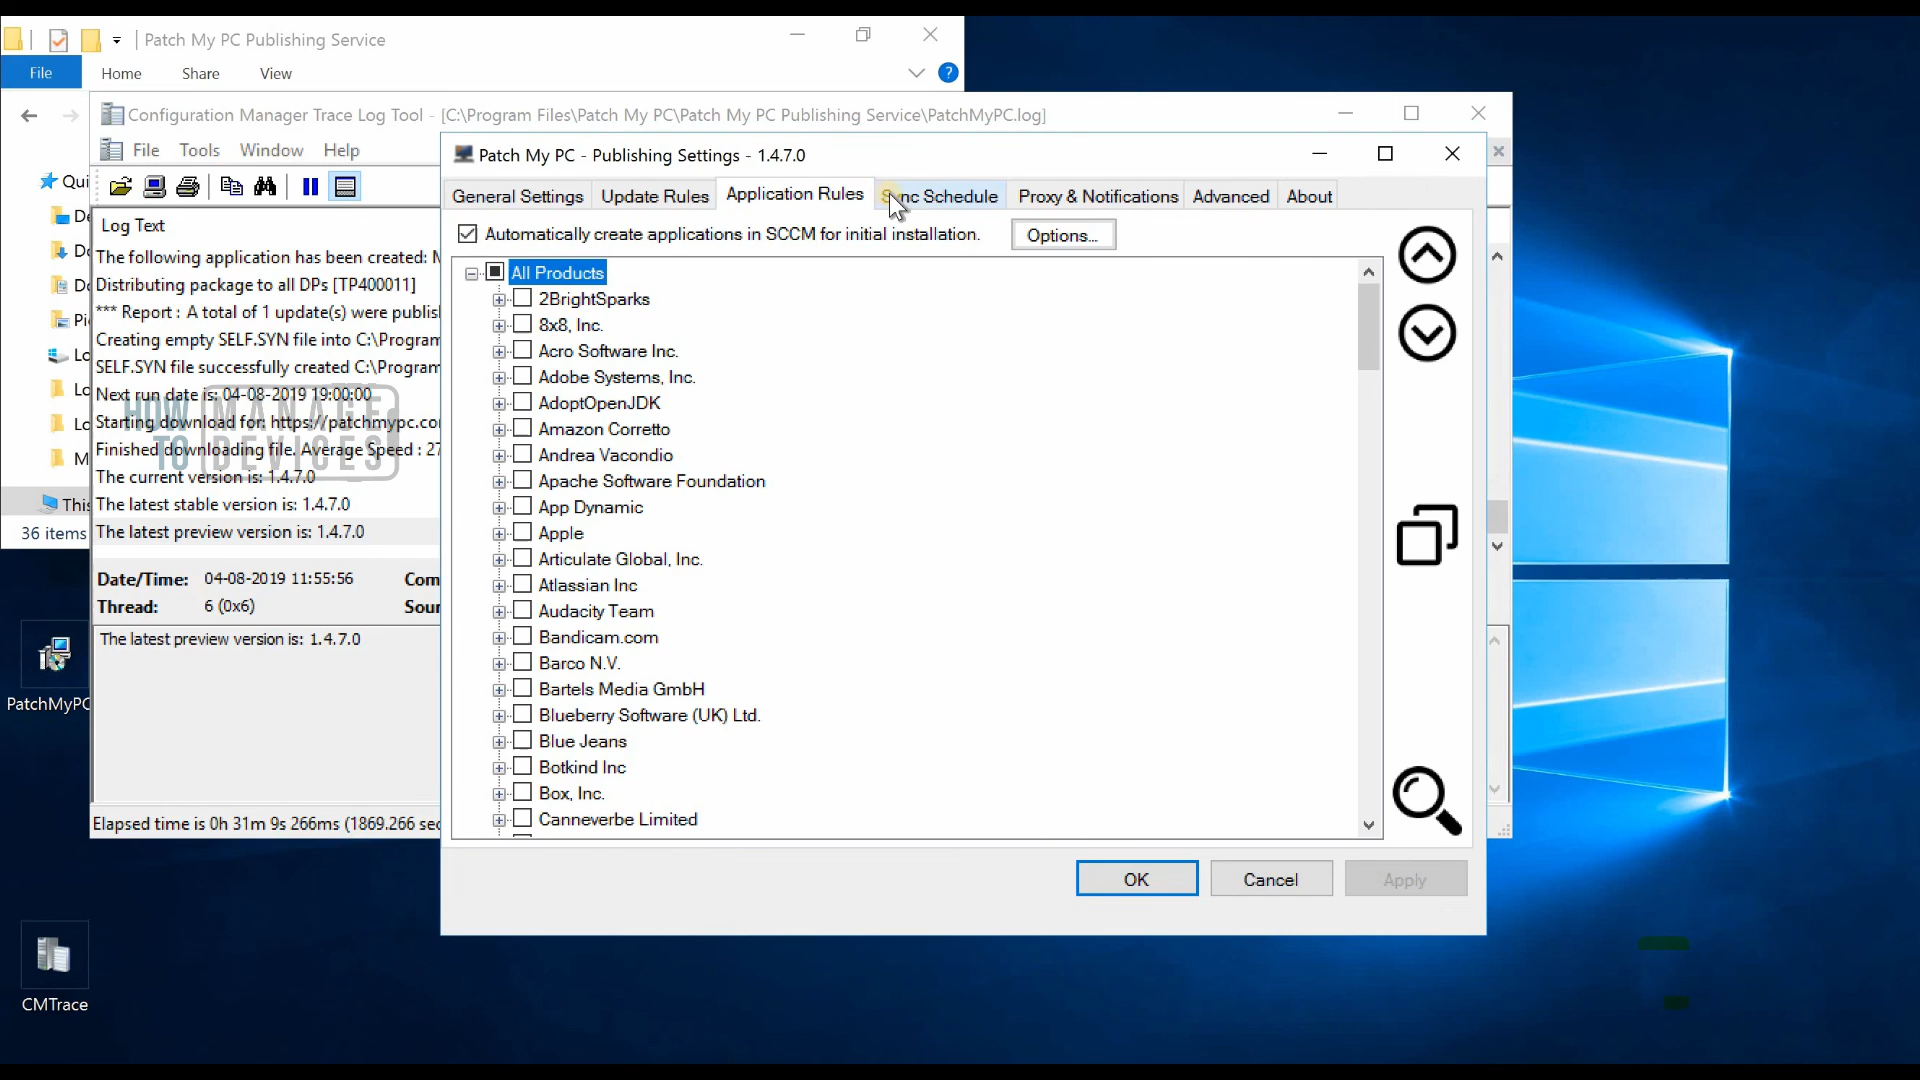 Patch My PC Publishing Service
File Home Share View
Configuration Manager Trace Log Tool - [C:\Program Files\Patch My PC\Patch My PC Publishing Service\PatchMyPC.log]
File Tools Window Help
Patch My PC - Publishing Settings - 1.4.7.0
General Settings Update Rules Application Rules Sync Schedule Proxy & Notifications Advanced About
Automatically create applications in SCCM for initial installation. Options...
All Products
2BrightSparks
8x8, Inc.
Acro Software Inc.
Adobe Systems, Inc.
AdoptOpenJDK
Amazon Corretto
Andrea Vacondio
Apache Software Foundation
App Dynamic
Apple
Articulate Global, Inc.
Atlassian Inc
Audacity Team
Bandicam.com
Barco N.V.
Bartels Media GmbH
Blueberry Software (UK) Ltd.
Blue Jeans
Botkind Inc
Box, Inc.
Canneverbe Limited
OK Cancel Apply
Log Text
The following application has been created:
Distributing package to all DPs [TP400011]
*** Report : A total of 1 update(s) were
Creating empty SELF.SYN file into
SELF.SYN file successfully created
Next run date is: 04-08-2019 19:00:00
Starting download for:
Finished downloading file. Average Speed : 27
The current version is: 1.4.7.0
The latest stable version is: 1.4.7.0
The latest preview version is: 1.4.7.0
HOW TO MANAGE DEVICES
Date/Time: 04-08-2019 11:55:56
Thread: 6 (0x6)
The latest preview version is: 1.4.7.0
Elapsed time is 0h 31m 9s 266ms (1869.266
This
36 items
PatchMyPC
CMTrace